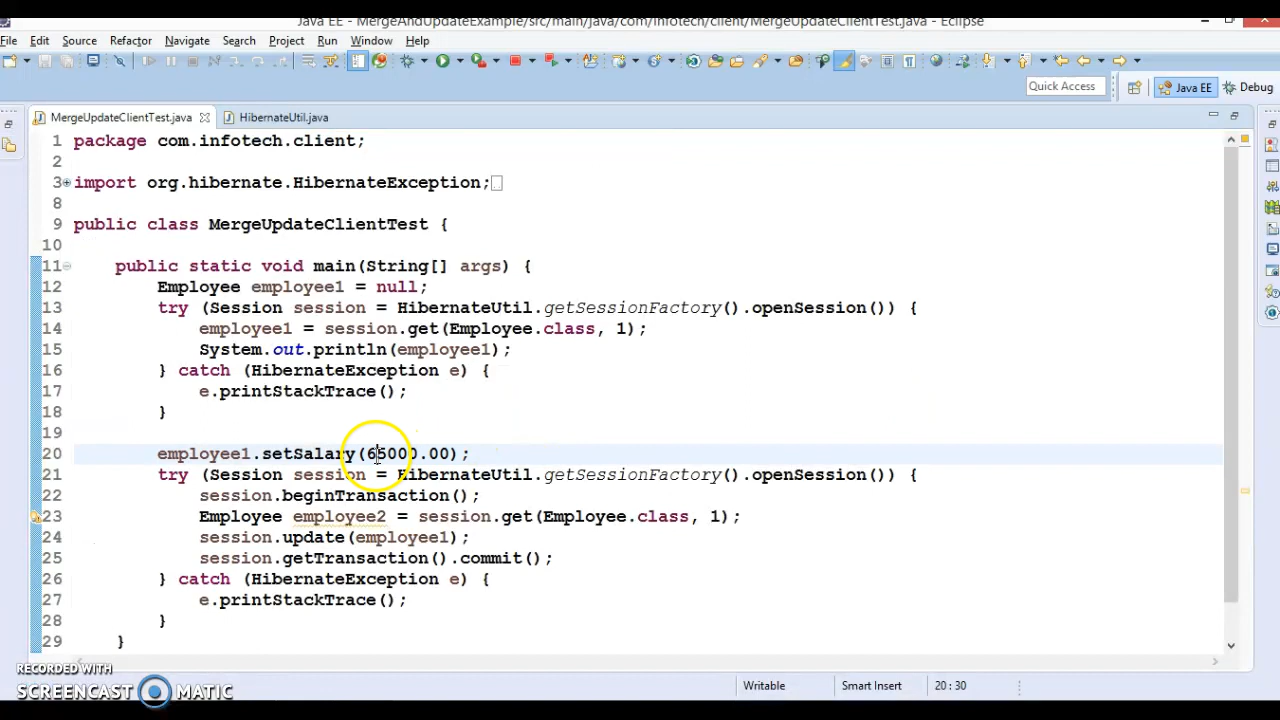 Java EE - MergeAndUpdateExample/src/main/java/com/infotech/client/MergeUpdateClientTest.java - Eclipse
File Edit Source Refactor Navigate Search Project Run Window Help
Quick Access Java EE Debug
MergeUpdateClientTest.java HibernateUtil.java
1 package com.infotech.client;
2
3 import org.hibernate.HibernateException;
8
9 public class MergeUpdateClientTest {
10
11 public static void main(String[] args) {
12 Employee employee1 = null;
13 try (Session session = HibernateUtil.getSessionFactory().openSession()) {
14 employee1 = session.get(Employee.class, 1);
15 System.out.println(employee1);
16 } catch (HibernateException e) {
17 e.printStackTrace();
18 }
19
20 employee1.setSalary(65000.00);
21 try (Session session = HibernateUtil.getSessionFactory().openSession()) {
22 session.beginTransaction();
23 Employee employee2 = session.get(Employee.class, 1);
24 session.update(employee1);
25 session.getTransaction().commit();
26 } catch (HibernateException e) {
27 e.printStackTrace();
28 }
29 }
RECORDED WITH
SCREENCAST MATIC
Writable Smart Insert 20 : 30